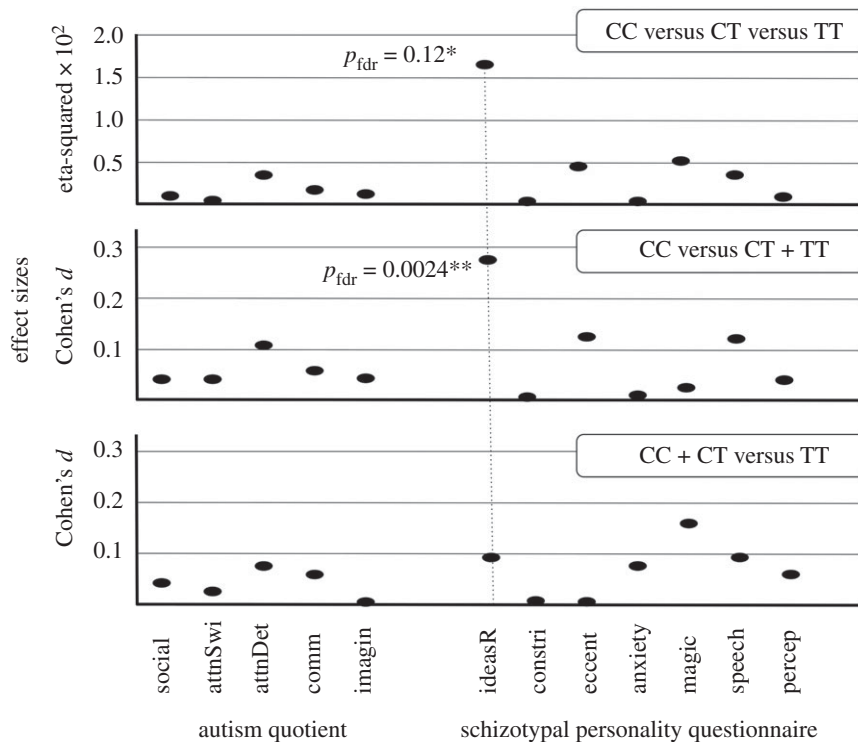 effect sizes
eta-squared × 10²
2.0
1.5
1.0
0.5
CC versus CT versus TT
p_fdr = 0.12*
Cohen's d
0.3
0.2
0.1
CC versus CT + TT
p_fdr = 0.0024**
Cohen's d
0.3
0.2
0.1
CC + CT versus TT
social
attnSwi
attnDet
comm
imagin
ideasR
constri
eccent
anxiety
magic
speech
percep
autism quotient
schizotypal personality questionnaire